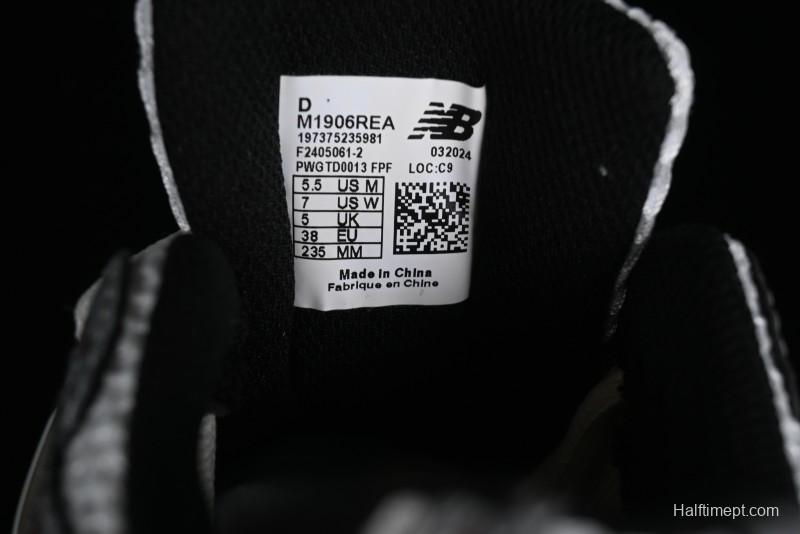 D
M1906REA
NB
197375235981
F2405061-2 032024
PWGTD0013 FPF LOC:C9
5.5 US M
7 US W
5 UK
38 EU
235 MM
Made in China
Fabrique en Chine
Halftimept.com